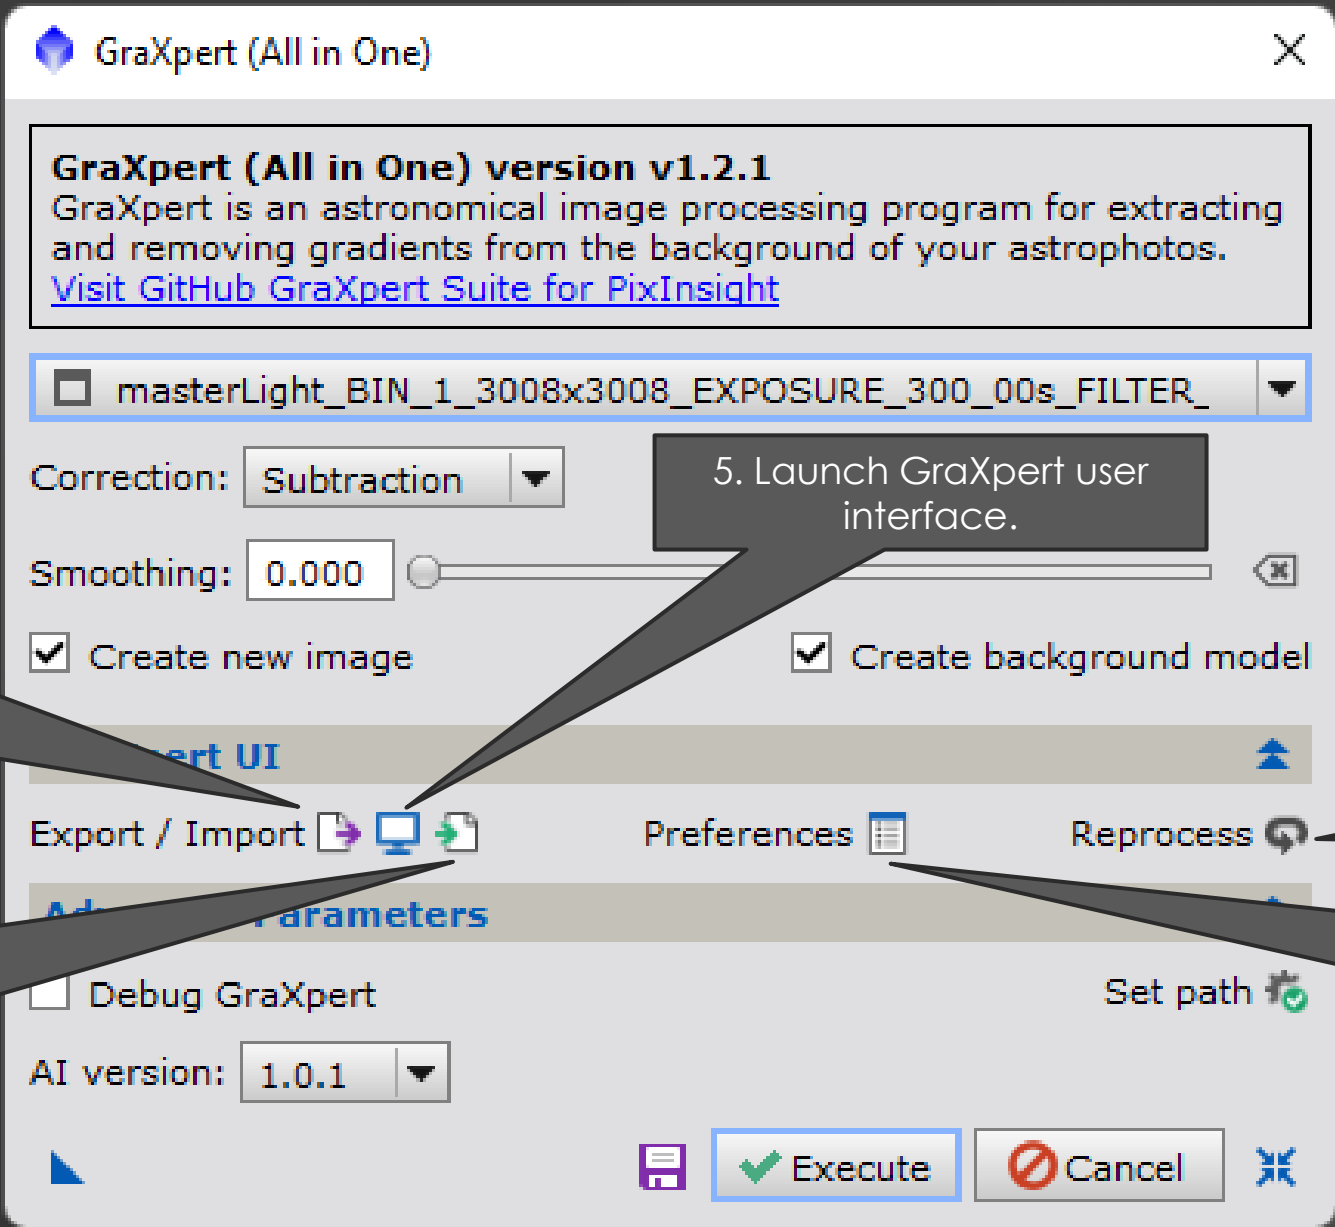 GraXpert (All in One)
GraXpert (All in One) version v1.2.1
GraXpert is an astronomical image processing program for extracting
and removing gradients from the background of your astrophotos.
Visit GitHub GraXpert Suite for PixInsight
masterLight_BIN_1_3008x3008_EXPOSURE_300_00s_FILTER_
Correction: Subtraction
5. Launch GraXpert user
interface.
Smoothing: 0.000
Create new image Create background model
UI
Export / Import Preferences Reprocess
Debug GraXpert Set path
AI version: 1.0.1
Execute Cancel